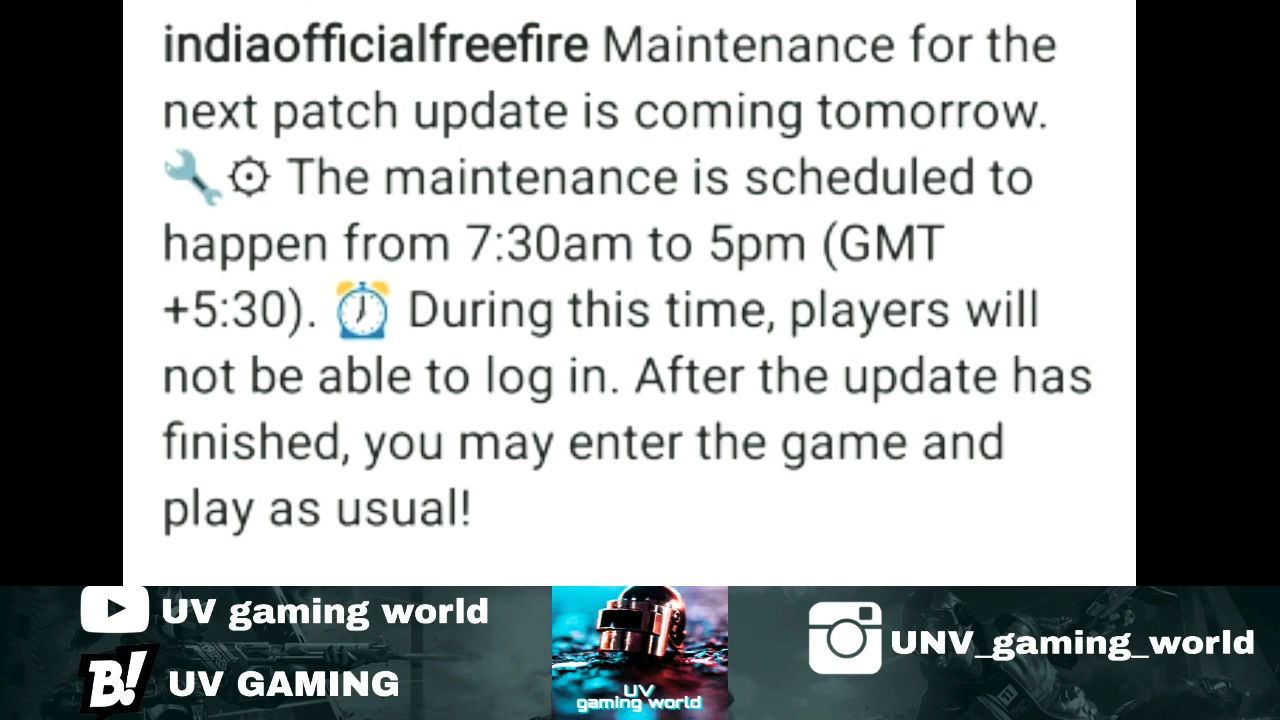 indiaofficialfreefire Maintenance for the
next patch update is coming tomorrow.
🔧⚙ The maintenance is scheduled to
happen from 7:30am to 5pm (GMT
+5:30). ⏰ During this time, players will
not be able to log in. After the update has
finished, you may enter the game and
play as usual!
UV gaming world
B! UV GAMING
UV
gaming world
UNV_gaming_world